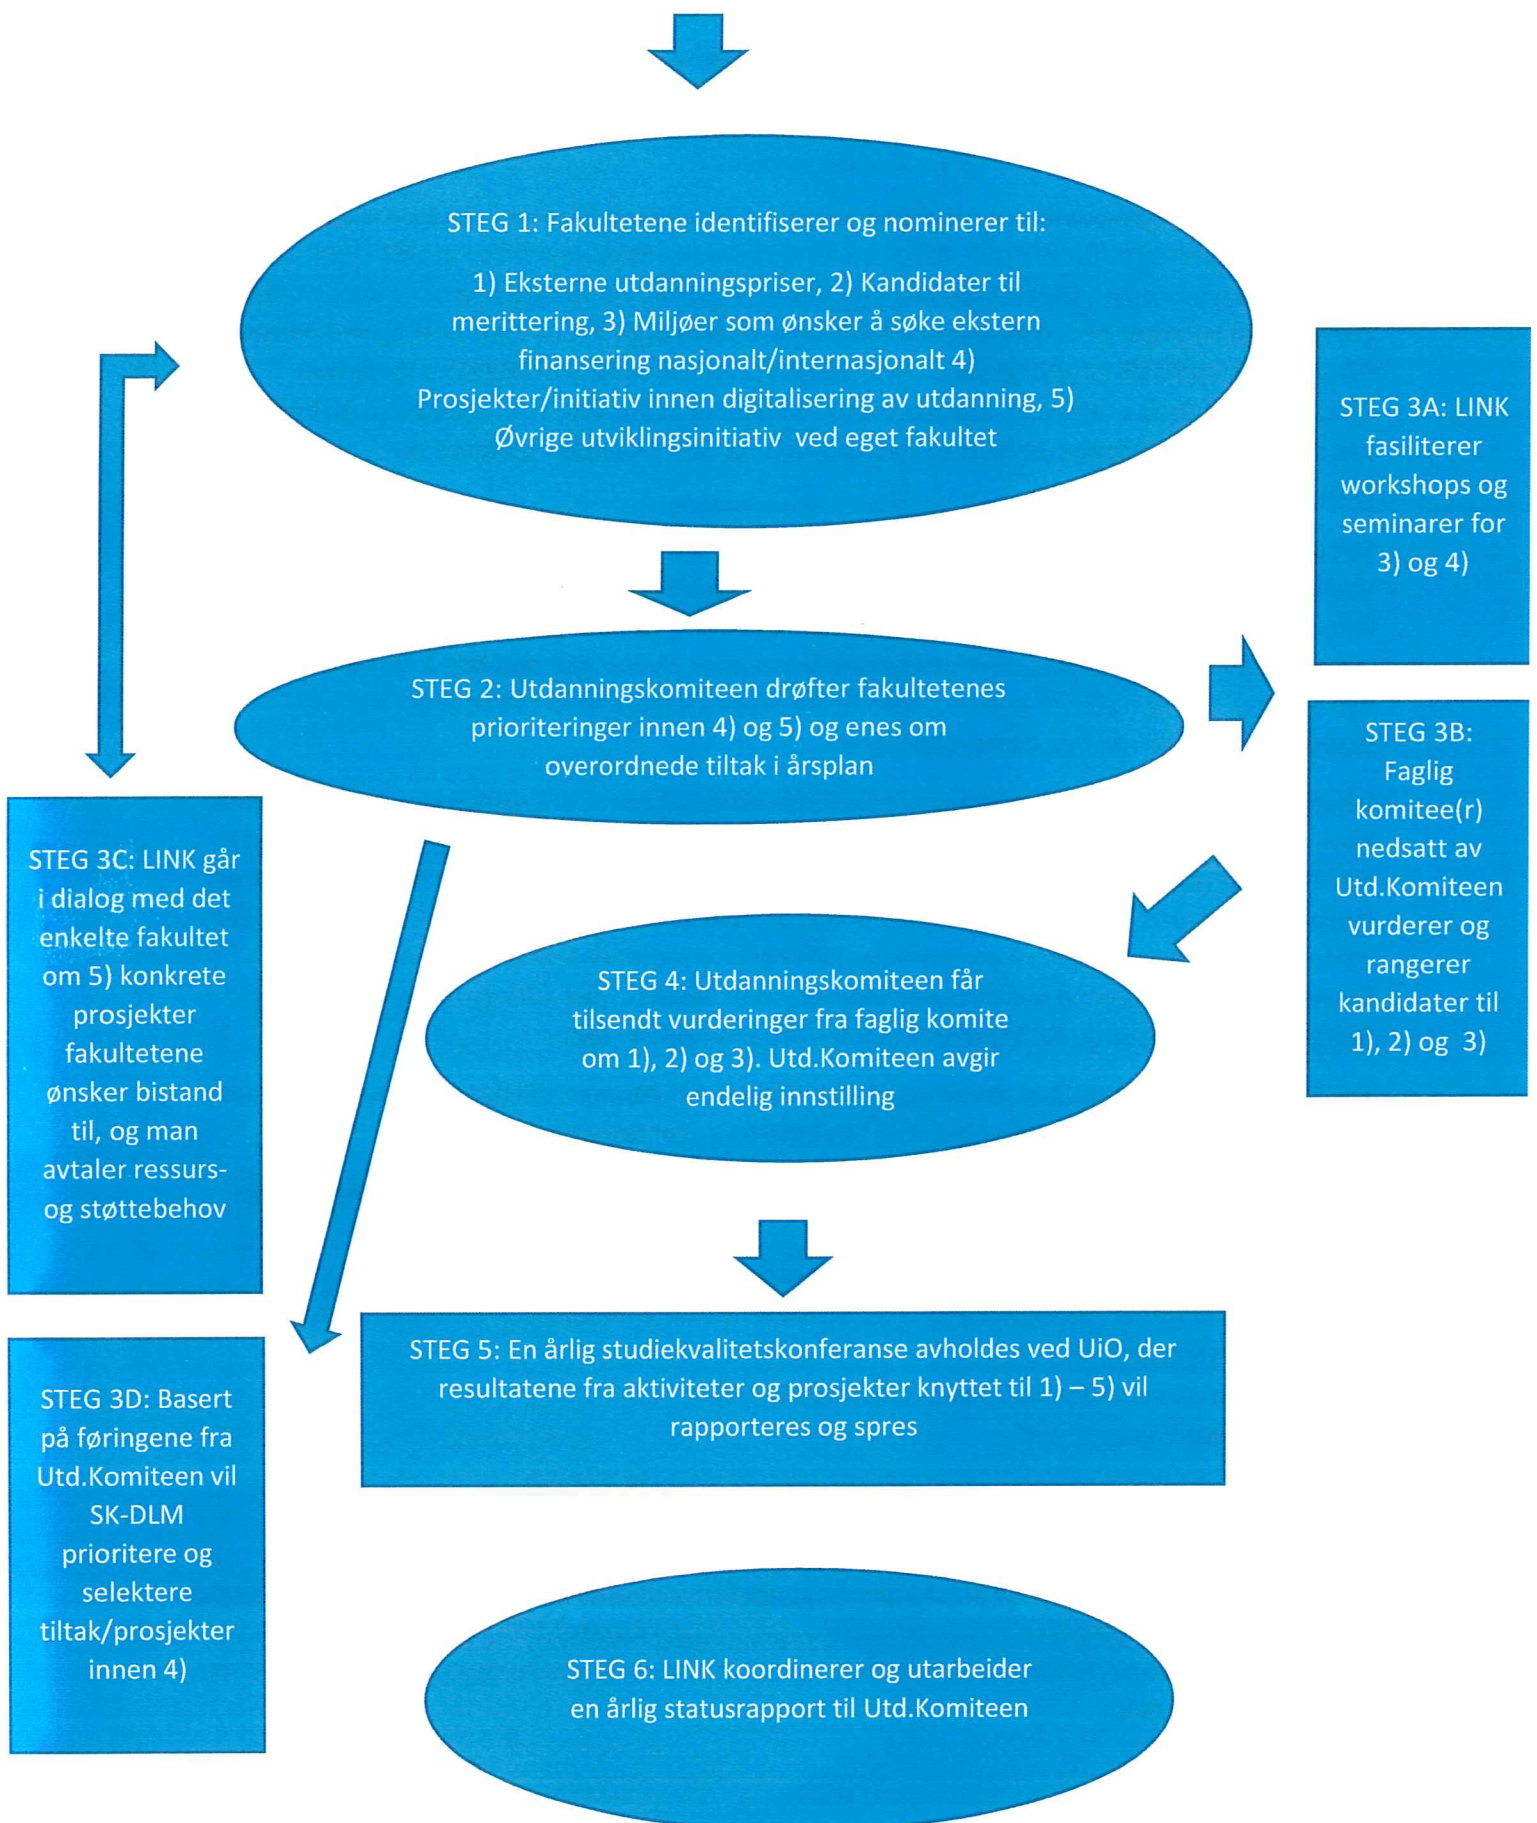 STEG 1: Fakultetene identifiserer og nominerer til:
1) Eksterne utdanningspriser, 2) Kandidater til
merittering, 3) Miljøer som ønsker å søke ekstern
finansering nasjonalt/internasjonalt 4)
Prosjekter/initiativ innen digitalisering av utdanning, 5)
Øvrige utviklingsinitiativ ved eget fakultet
STEG 2: Utdanningskomiteen drøfter fakultetenes
prioriteringer innen 4) og 5) og enes om
overordnede tiltak i årsplan
STEG 3A: LINK
fasiliterer
workshops og
seminarer for
3) og 4)
STEG 3B:
Faglig
komitee(r)
nedsatt av
Utd.Komiteen
vurderer og
rangerer
kandidater til
1), 2) og 3)
STEG 3C: LINK går
i dialog med det
enkelte fakultet
om 5) konkrete
prosjekter
fakultetene
ønsker bistand
til, og man
avtaler ressurs-
og støttebehov
STEG 3D: Basert
på føringene fra
Utd.Komiteen vil
SK-DLM
prioritere og
selektere
tiltak/prosjekter
innen 4)
STEG 4: Utdanningskomiteen får
tilsendt vurderinger fra faglig komite
om 1), 2) og 3). Utd.Komiteen avgir
endelig innstilling
STEG 5: En årlig studiekvalitetskonferanse avholdes ved UiO, der
resultatene fra aktiviteter og prosjekter knyttet til 1) – 5) vil
rapporteres og spres
STEG 6: LINK koordinerer og utarbeider
en årlig statusrapport til Utd.Komiteen